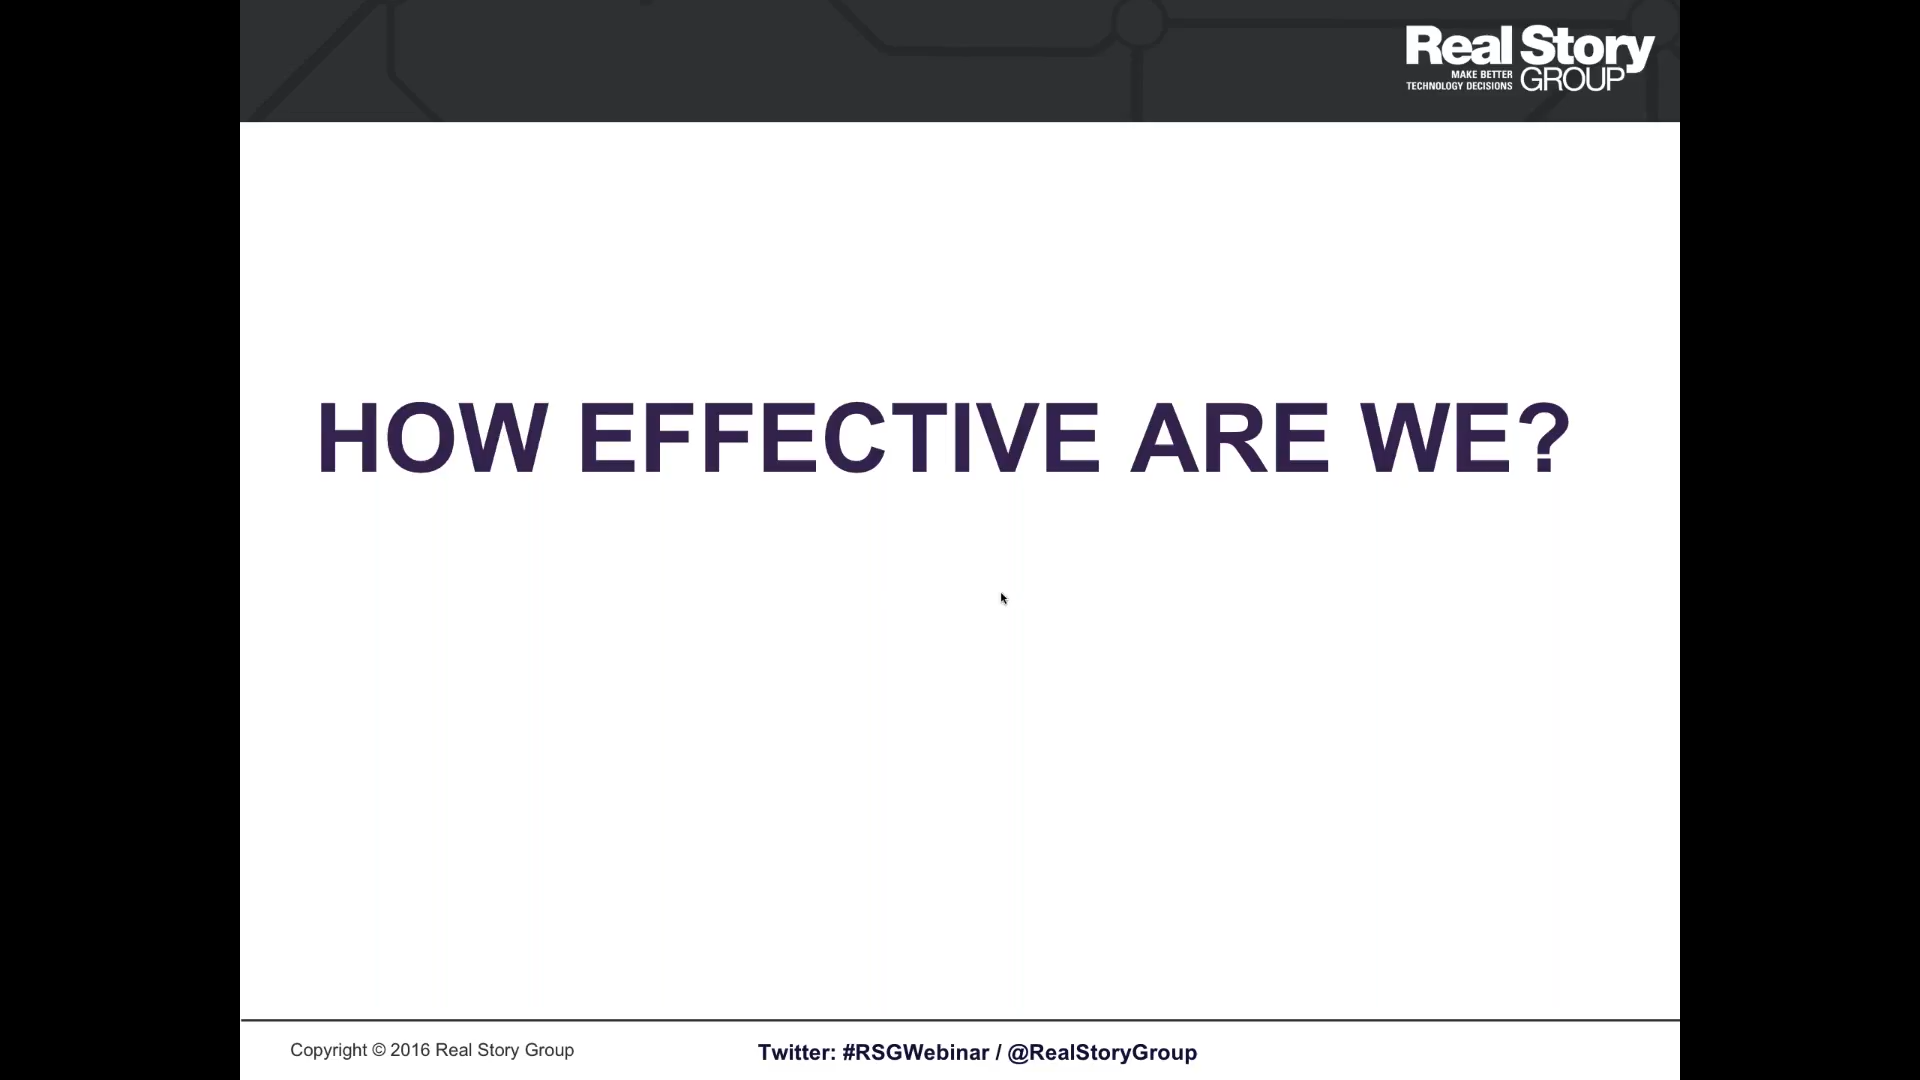 Real Story
MAKE BETTER
TECHNOLOGY DECISIONS
GROUP
HOW EFFECTIVE ARE WE?
Copyright © 2016 Real Story Group
Twitter: #RSGWebinar / @RealStoryGroup